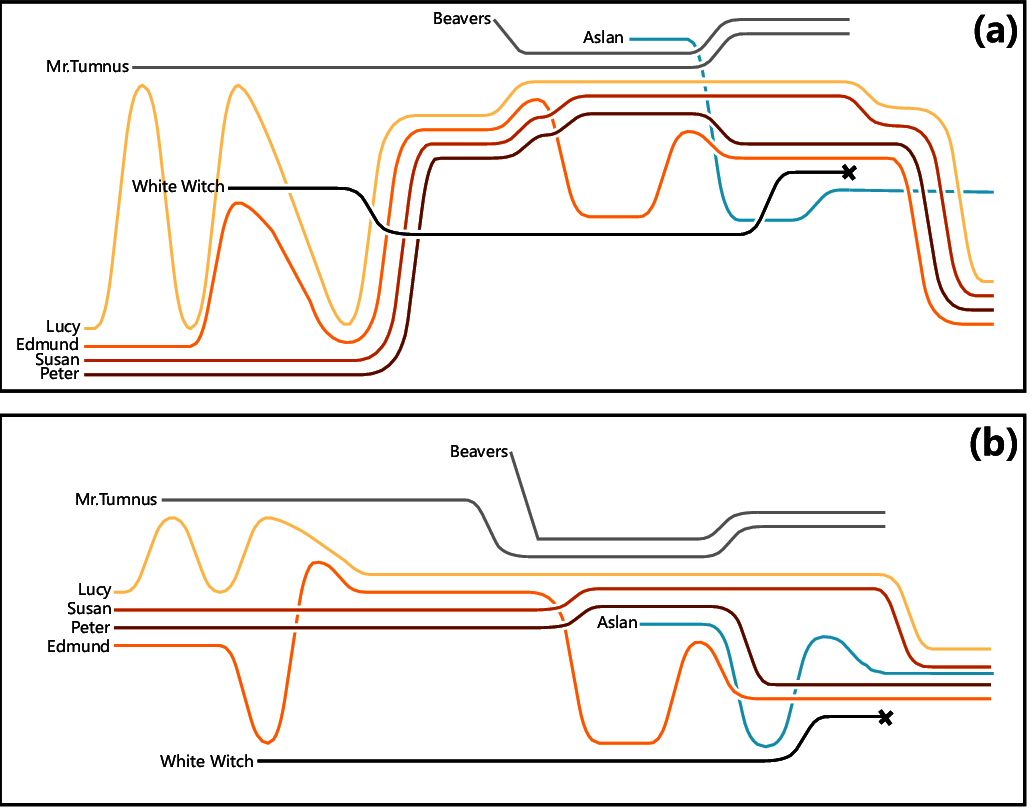 Beavers
(a)
Aslan
Mr.Tumnus
White Witch
Lucy
Edmund
Susan
Peter
(b)
Beavers
Mr.Tumnus
Lucy
Susan
Peter
Aslan
Edmund
White Witch